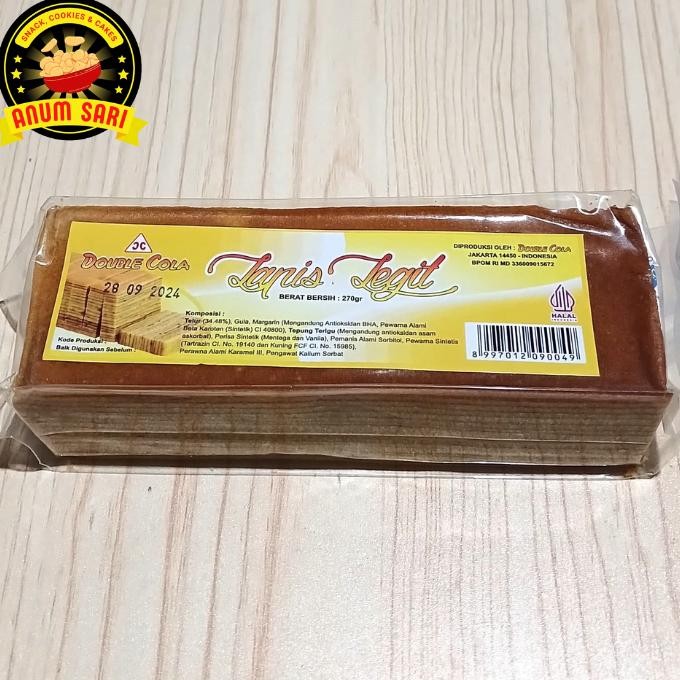 SNACK, COOKIES & CAKES
ANUM SARI
DOUBLE COLA
28 09 2024
Lapis Legit
BERAT BERSIH : 270gr
DIPRODUKSI OLEH : DOUBLE COLA
JAKARTA 14450 - INDONESIA
BPOM RI MD 336009015672
HALAL
INDONESIA
Komposisi :
Telur (34.48%), Gula, Margarin (Mengandung Antioksidan BHA, Pewarna Alami
Beta Karoten (Sintetik) CI 40800), Tepung Terigu (Mengandung antioksidan asam
askorbat), Perisa Sintetik (Mentega dan Vanila), Pemanis Alami Sorbitol, Pewarna Sintetis
(Tartrazin CI. No. 19140 dan Kuning FCF CI. No. 15985),
Perawna Alami Karamel III, Pengawat Kalium Sorbat
Kode Produksi :
Baik Digunakan Sebelum :
8 997012 090049